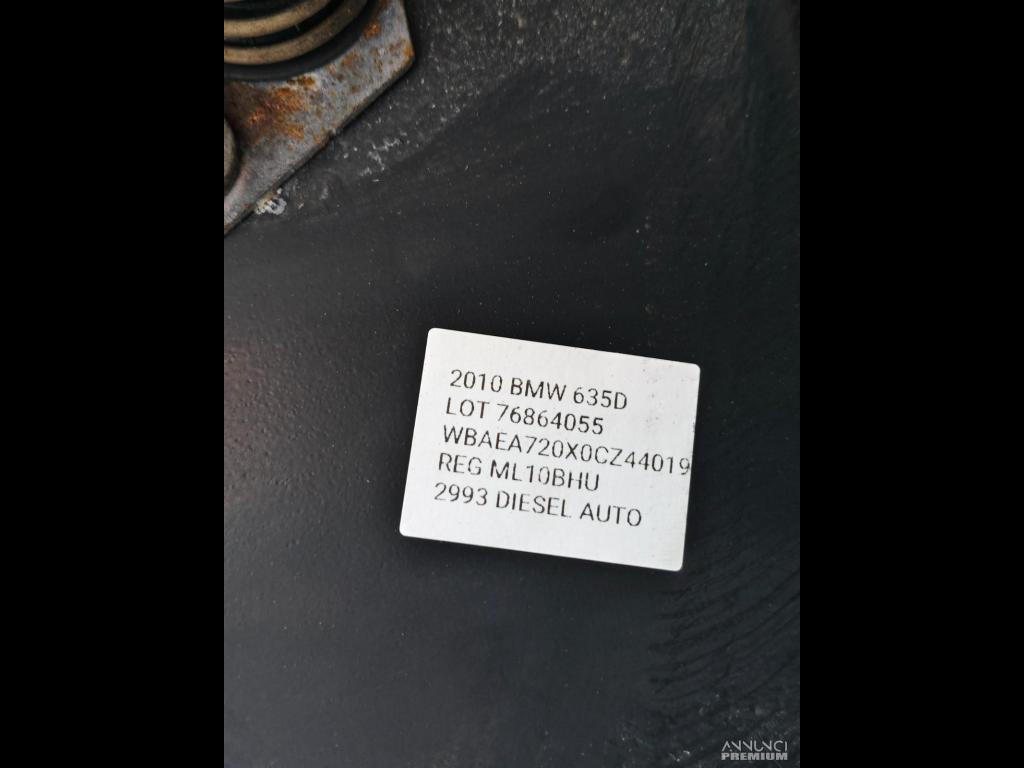 2010 BMW 635D
LOT 76864055
WBAEA720X0CZ44019
REG ML10BHU
2993 DIESEL AUTO
ANNUNCI
PREMIUM